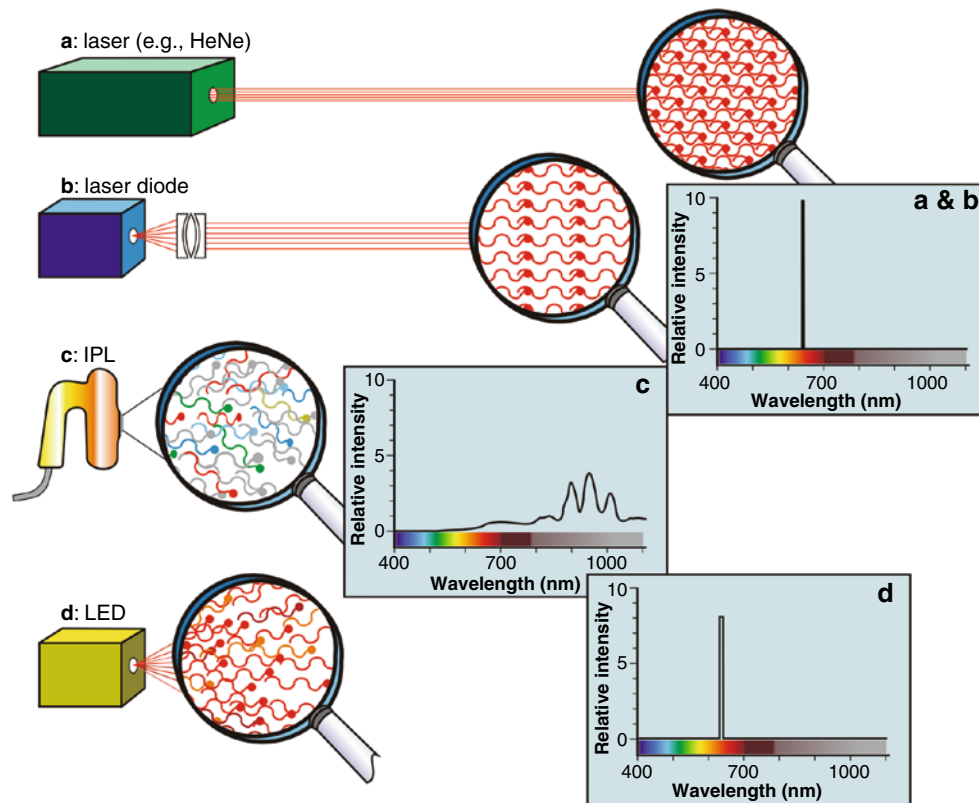 a: laser (e.g., HeNe)
b: laser diode
a & b
10
5
0
Relative intensity
400 700 1000
Wavelength (nm)
c: IPL
c
10
5
0
Relative intensity
400 700 1000
Wavelength (nm)
d: LED
d
10
5
0
Relative intensity
400 700 1000
Wavelength (nm)